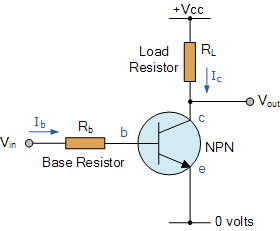 +Vcc
Load
Resistor
RL
Ic
Vout
Ib
Rb
Vin
b
c
NPN
Base Resistor
e
0 volts